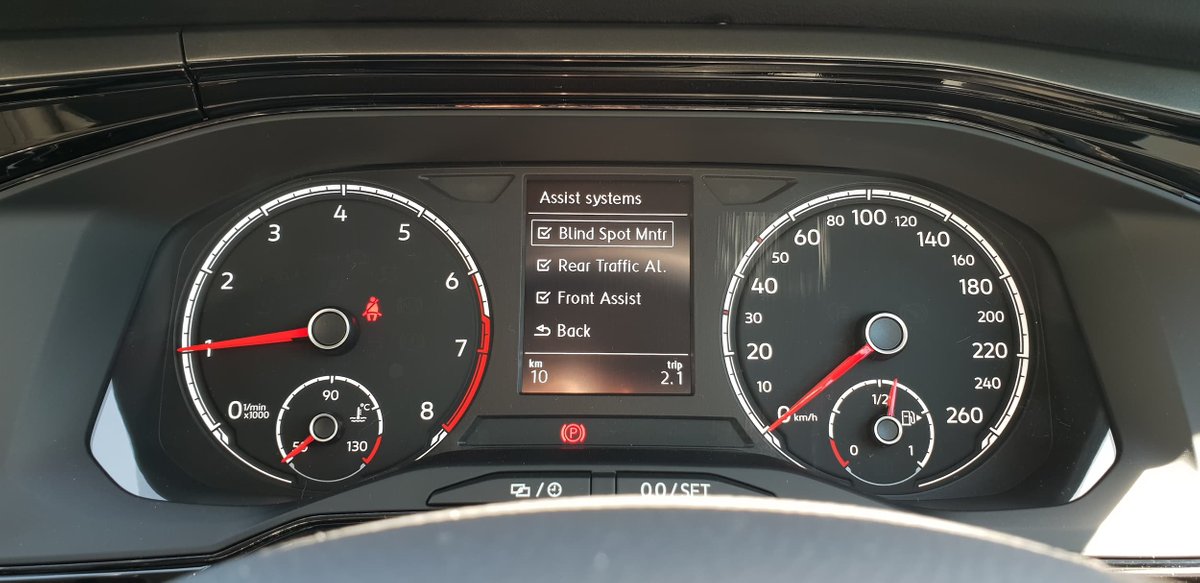 4
3
5
2
6
1
7
0 1/min x1000
8
90
°C
50
130
Assist systems
Blind Spot Mntr
Rear Traffic Al.
Front Assist
Back
km
trip
10
2.1
(P)
/
0.0/SET
100
80
120
60
140
50
160
40
180
30
200
20
220
10
240
0 km/h
260
1/2
0
1